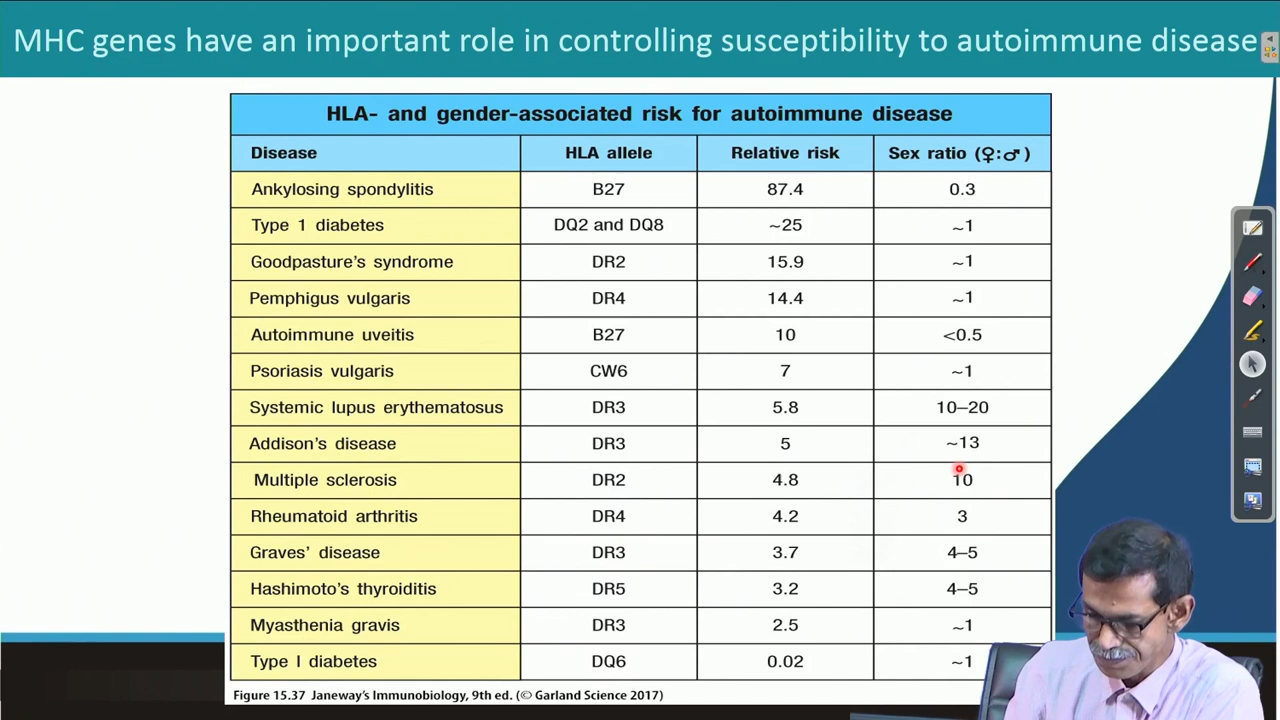 MHC genes have an important role in controlling susceptibility to autoimmune disease
HLA- and gender-associated risk for autoimmune disease
Disease HLA allele Relative risk Sex ratio (♀:♂)
Ankylosing spondylitis B27 87.4 0.3
Type 1 diabetes DQ2 and DQ8 ~25 ~1
Goodpasture's syndrome DR2 15.9 ~1
Pemphigus vulgaris DR4 14.4 ~1
Autoimmune uveitis B27 10 <0.5
Psoriasis vulgaris CW6 7 ~1
Systemic lupus erythematosus DR3 5.8 10–20
Addison's disease DR3 5 ~13
Multiple sclerosis DR2 4.8 10
Rheumatoid arthritis DR4 4.2 3
Graves' disease DR3 3.7 4–5
Hashimoto's thyroiditis DR5 3.2 4–5
Myasthenia gravis DR3 2.5 ~1
Type I diabetes DQ6 0.02 ~1
Figure 15.37 Janeway's Immunobiology, 9th ed. (© Garland Science 2017)